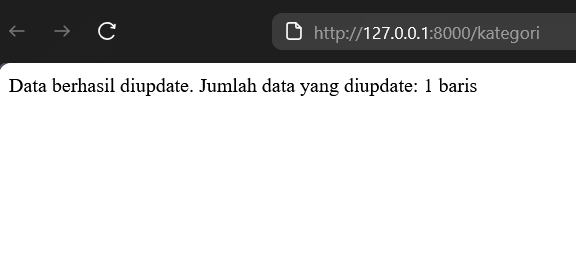 http://127.0.0.1:8000/kategori
Data berhasil diupdate. Jumlah data yang diupdate: 1 baris